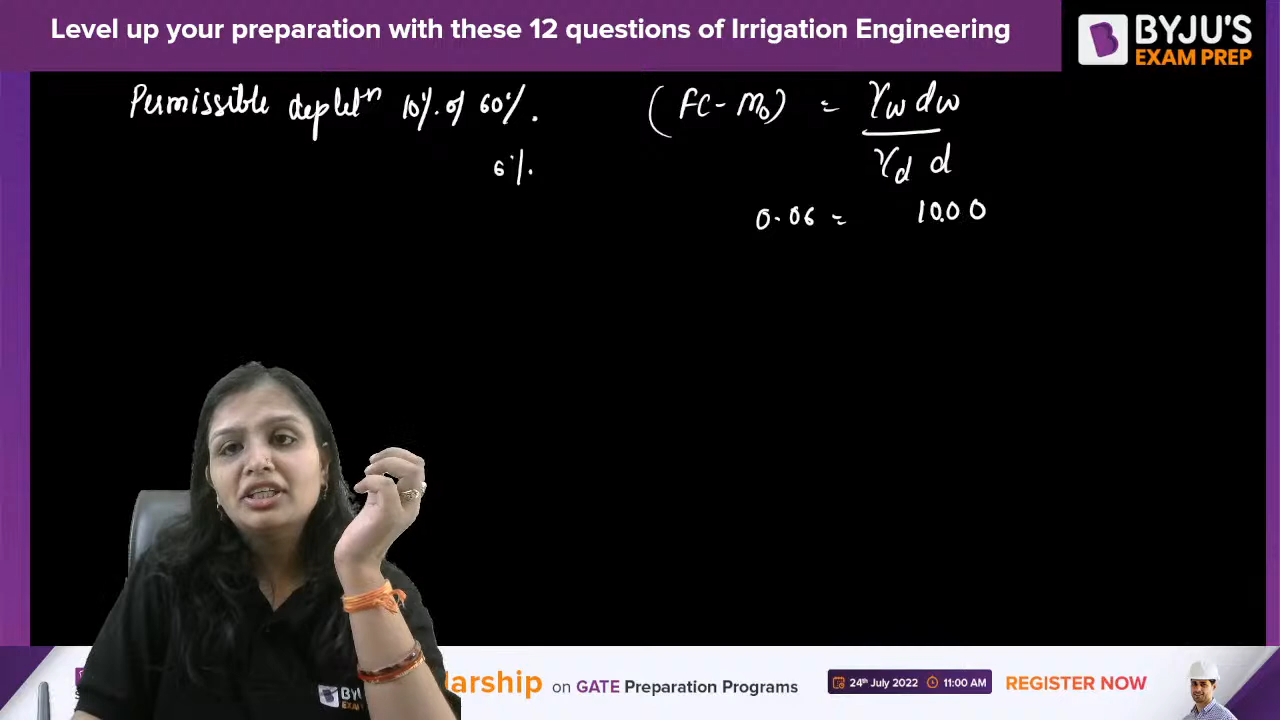 Level up your preparation with these 12 questions of Irrigation Engineering
BYJU'S
EXAM PREP
Permissible depletⁿ 10% of 60%.
6%.
(FC - M₀) = γw dw
γd d
0.06 = 1000
BYJ
EXAM
larship on GATE Preparation Programs
24th July 2022
11:00 AM
REGISTER NOW